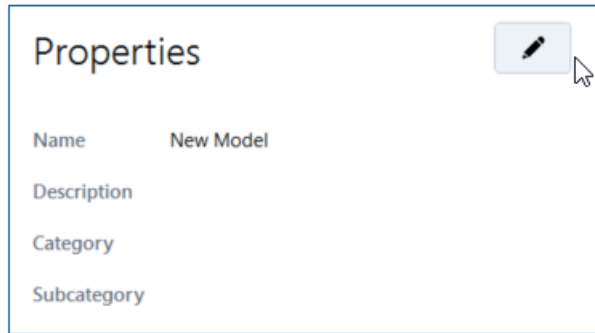 Properties
Name New Model
Description
Category
Subcategory